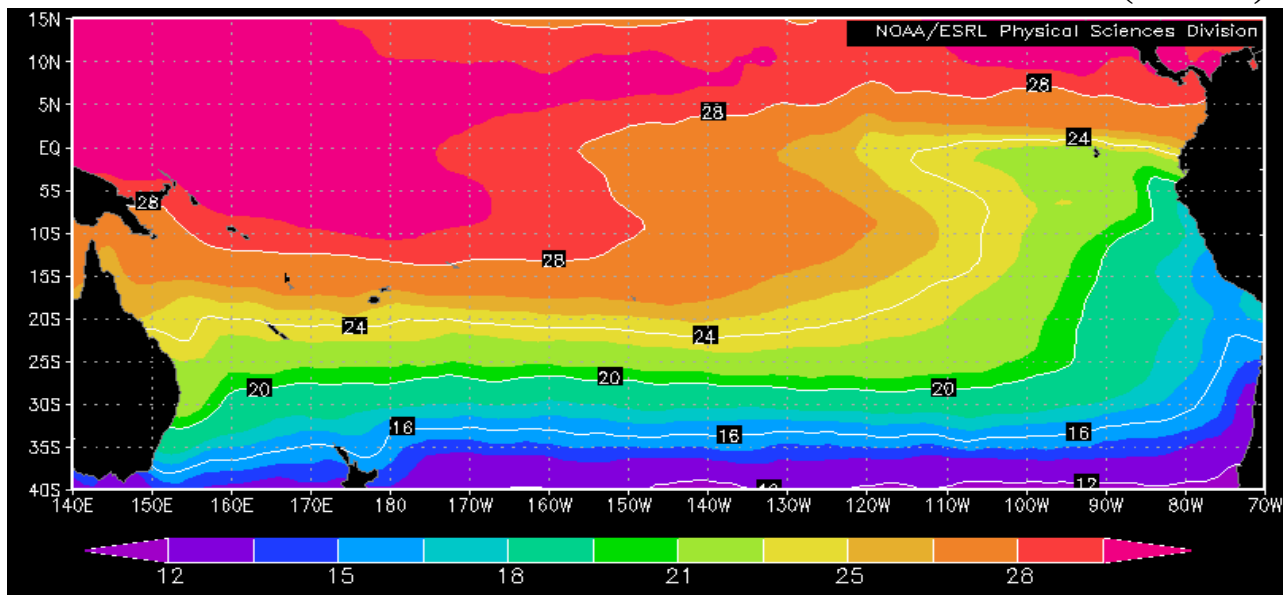 15N
NOAA/ESRL Physical Sciences Division
10N
5N
28
28
24
EQ
5S
28
10S
28
15S
20S
24
24
25S
20
20
20
30S
16
16
16
35S
12
40S
140E 150E 160E 170E 180 170W 160W 150W 140W 130W 120W 110W 100W 90W 80W 70W
12 15 18 21 25 28